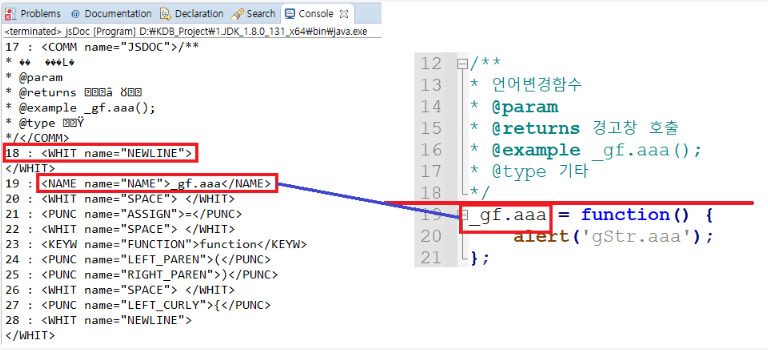 Problems @ Documentation Declaration Search Console
<terminated> jsDoc [Program] D:₩KDB_Project₩1.JDK_1.8.0_131_x64₩bin₩java.exe
17 : <COMM name="JSDOC">/**
* @param
* @returns
* @example _gf.aaa();
* @type
*/</COMM>
18 : <WHIT name="NEWLINE">
</WHIT>
19 : <NAME name="NAME">_gf.aaa</NAME>
20 : <WHIT name="SPACE"> </WHIT>
21 : <PUNC name="ASSIGN">=</PUNC>
22 : <WHIT name="SPACE"> </WHIT>
23 : <KEYW name="FUNCTION">function</KEYW>
24 : <PUNC name="LEFT_PAREN">(</PUNC>
25 : <PUNC name="RIGHT_PAREN">)</PUNC>
26 : <WHIT name="SPACE"> </WHIT>
27 : <PUNC name="LEFT_CURLY">{</PUNC>
28 : <WHIT name="NEWLINE">
</WHIT>
12 /**
13 * 언어변경함수
14 * @param
15 * @returns 경고창 호출
16 * @example _gf.aaa();
17 * @type 기타
18 */
19 _gf.aaa = function() {
20 alert('gStr.aaa');
21 };